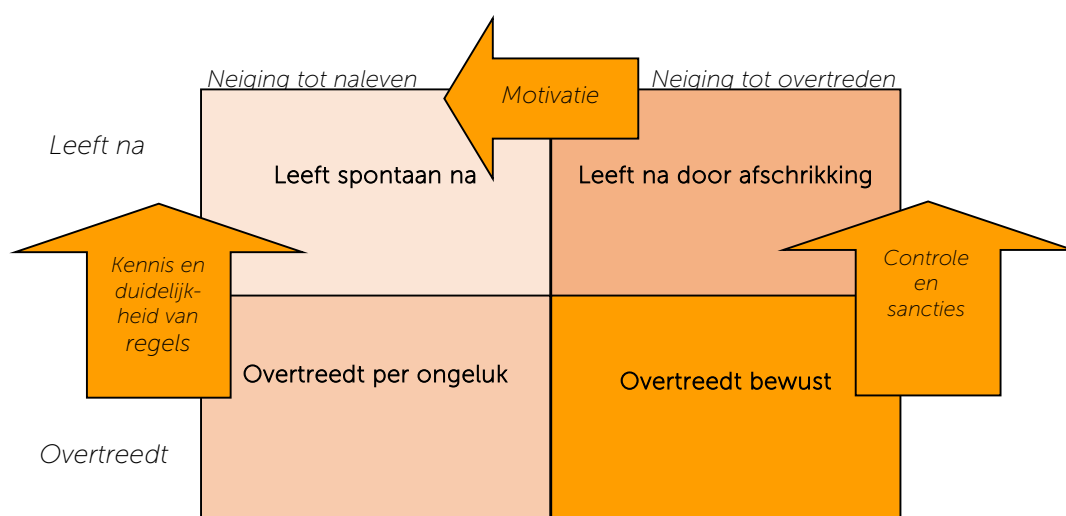 Neiging tot naleven
Motivatie
Neiging tot overtreden
Leeft na
Leeft spontaan na
Leeft na door afschrikking
Kennis en
duidelijk-
heid van
regels
Controle
en
sancties
Overtreedt per ongeluk
Overtreedt bewust
Overtreedt